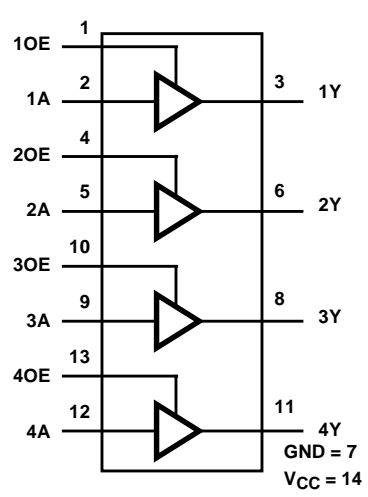 1
1OE
2
1A
3
1Y
4
2OE
5
2A
6
2Y
10
3OE
9
3A
8
3Y
13
4OE
12
4A
11
4Y
GND = 7
VCC = 14